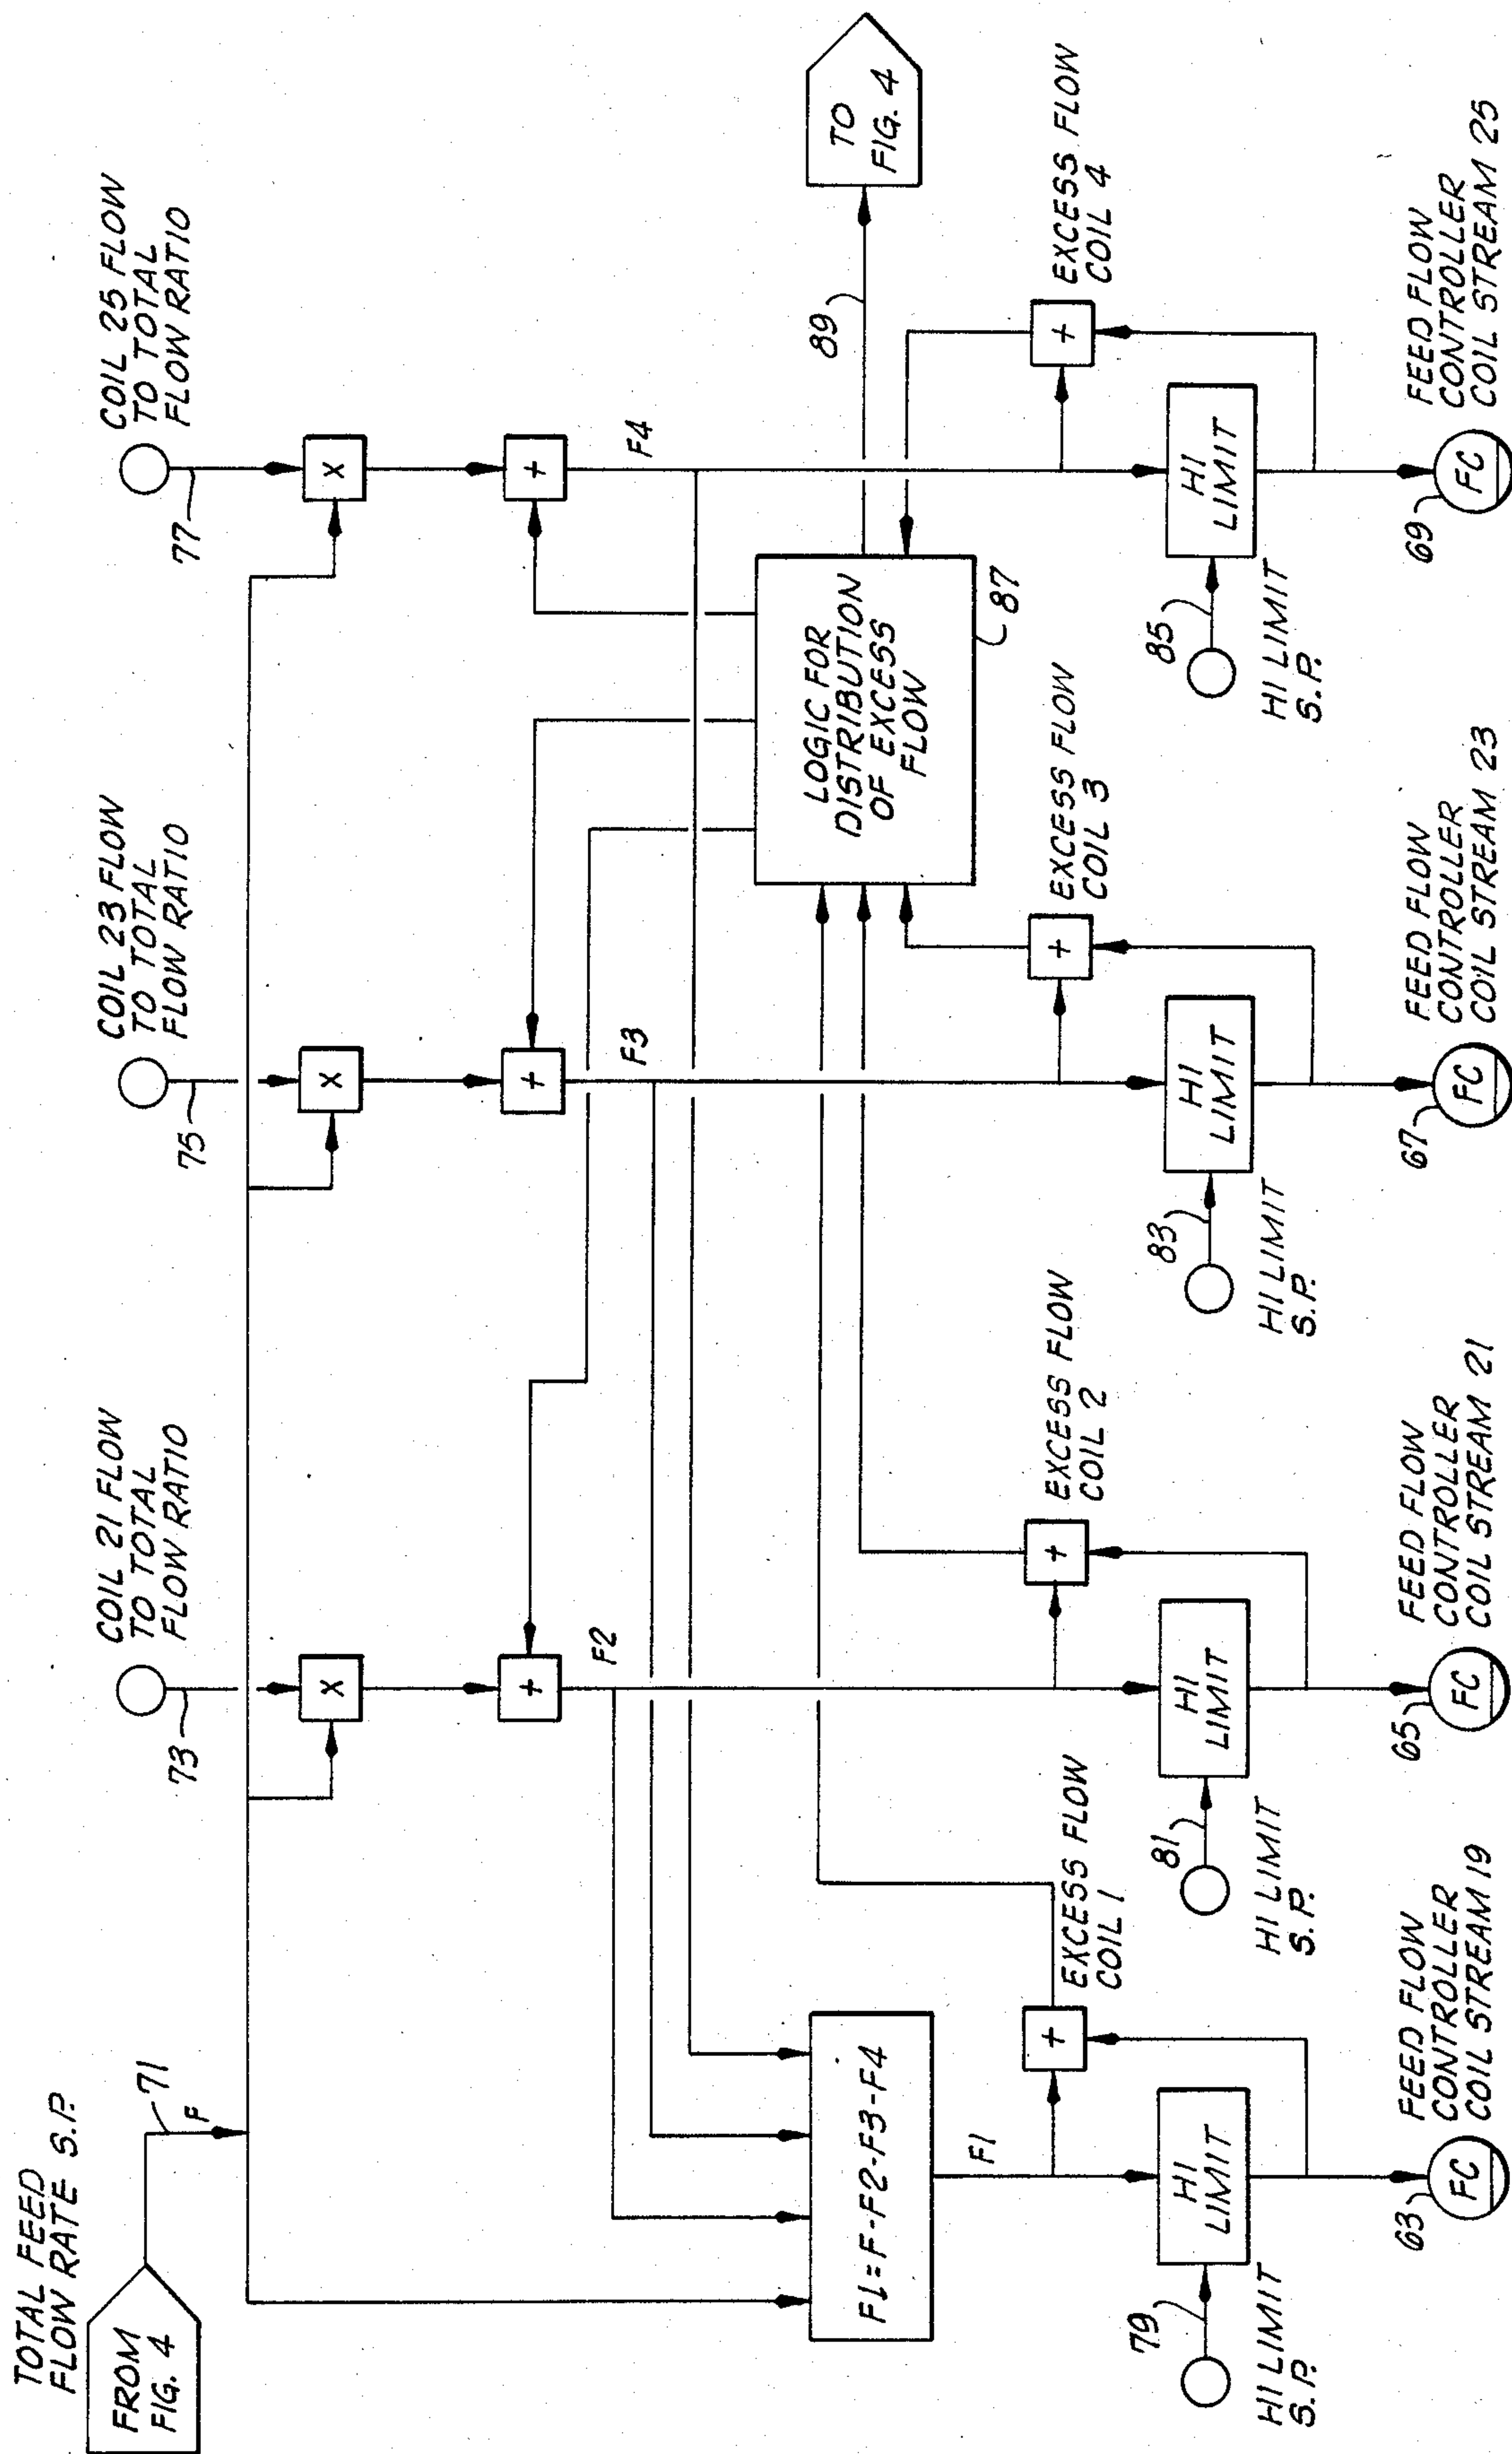 TOTAL FEED
FLOW RATE S.P.
FROM
FIG. 4
71
F
COIL 21 FLOW
TO TOTAL
FLOW RATIO
73
COIL 23 FLOW
TO TOTAL
FLOW RATIO
75
COIL 25 FLOW
TO TOTAL
FLOW RATIO
77
X
X
X
+
+
+
F2
F3
F4
LOGIC FOR
DISTRIBUTION
OF EXCESS
FLOW
87
89
TO
FIG. 4
F1=F-F2-F3-F4
F1
+
EXCESS FLOW
COIL 1
+
EXCESS FLOW
COIL 2
+
EXCESS FLOW
COIL 3
+
EXCESS FLOW
COIL 4
79
HI LIMIT
S.P.
HI
LIMIT
81
HI LIMIT
S.P.
HI
LIMIT
83
HI LIMIT
S.P.
HI
LIMIT
85
HI LIMIT
S.P.
HI
LIMIT
63
FC
FEED FLOW
CONTROLLER
COIL STREAM 19
65
FC
FEED FLOW
CONTROLLER
COIL STREAM 21
67
FC
FEED FLOW
CONTROLLER
COIL STREAM 23
69
FC
FEED FLOW
CONTROLLER
COIL STREAM 25